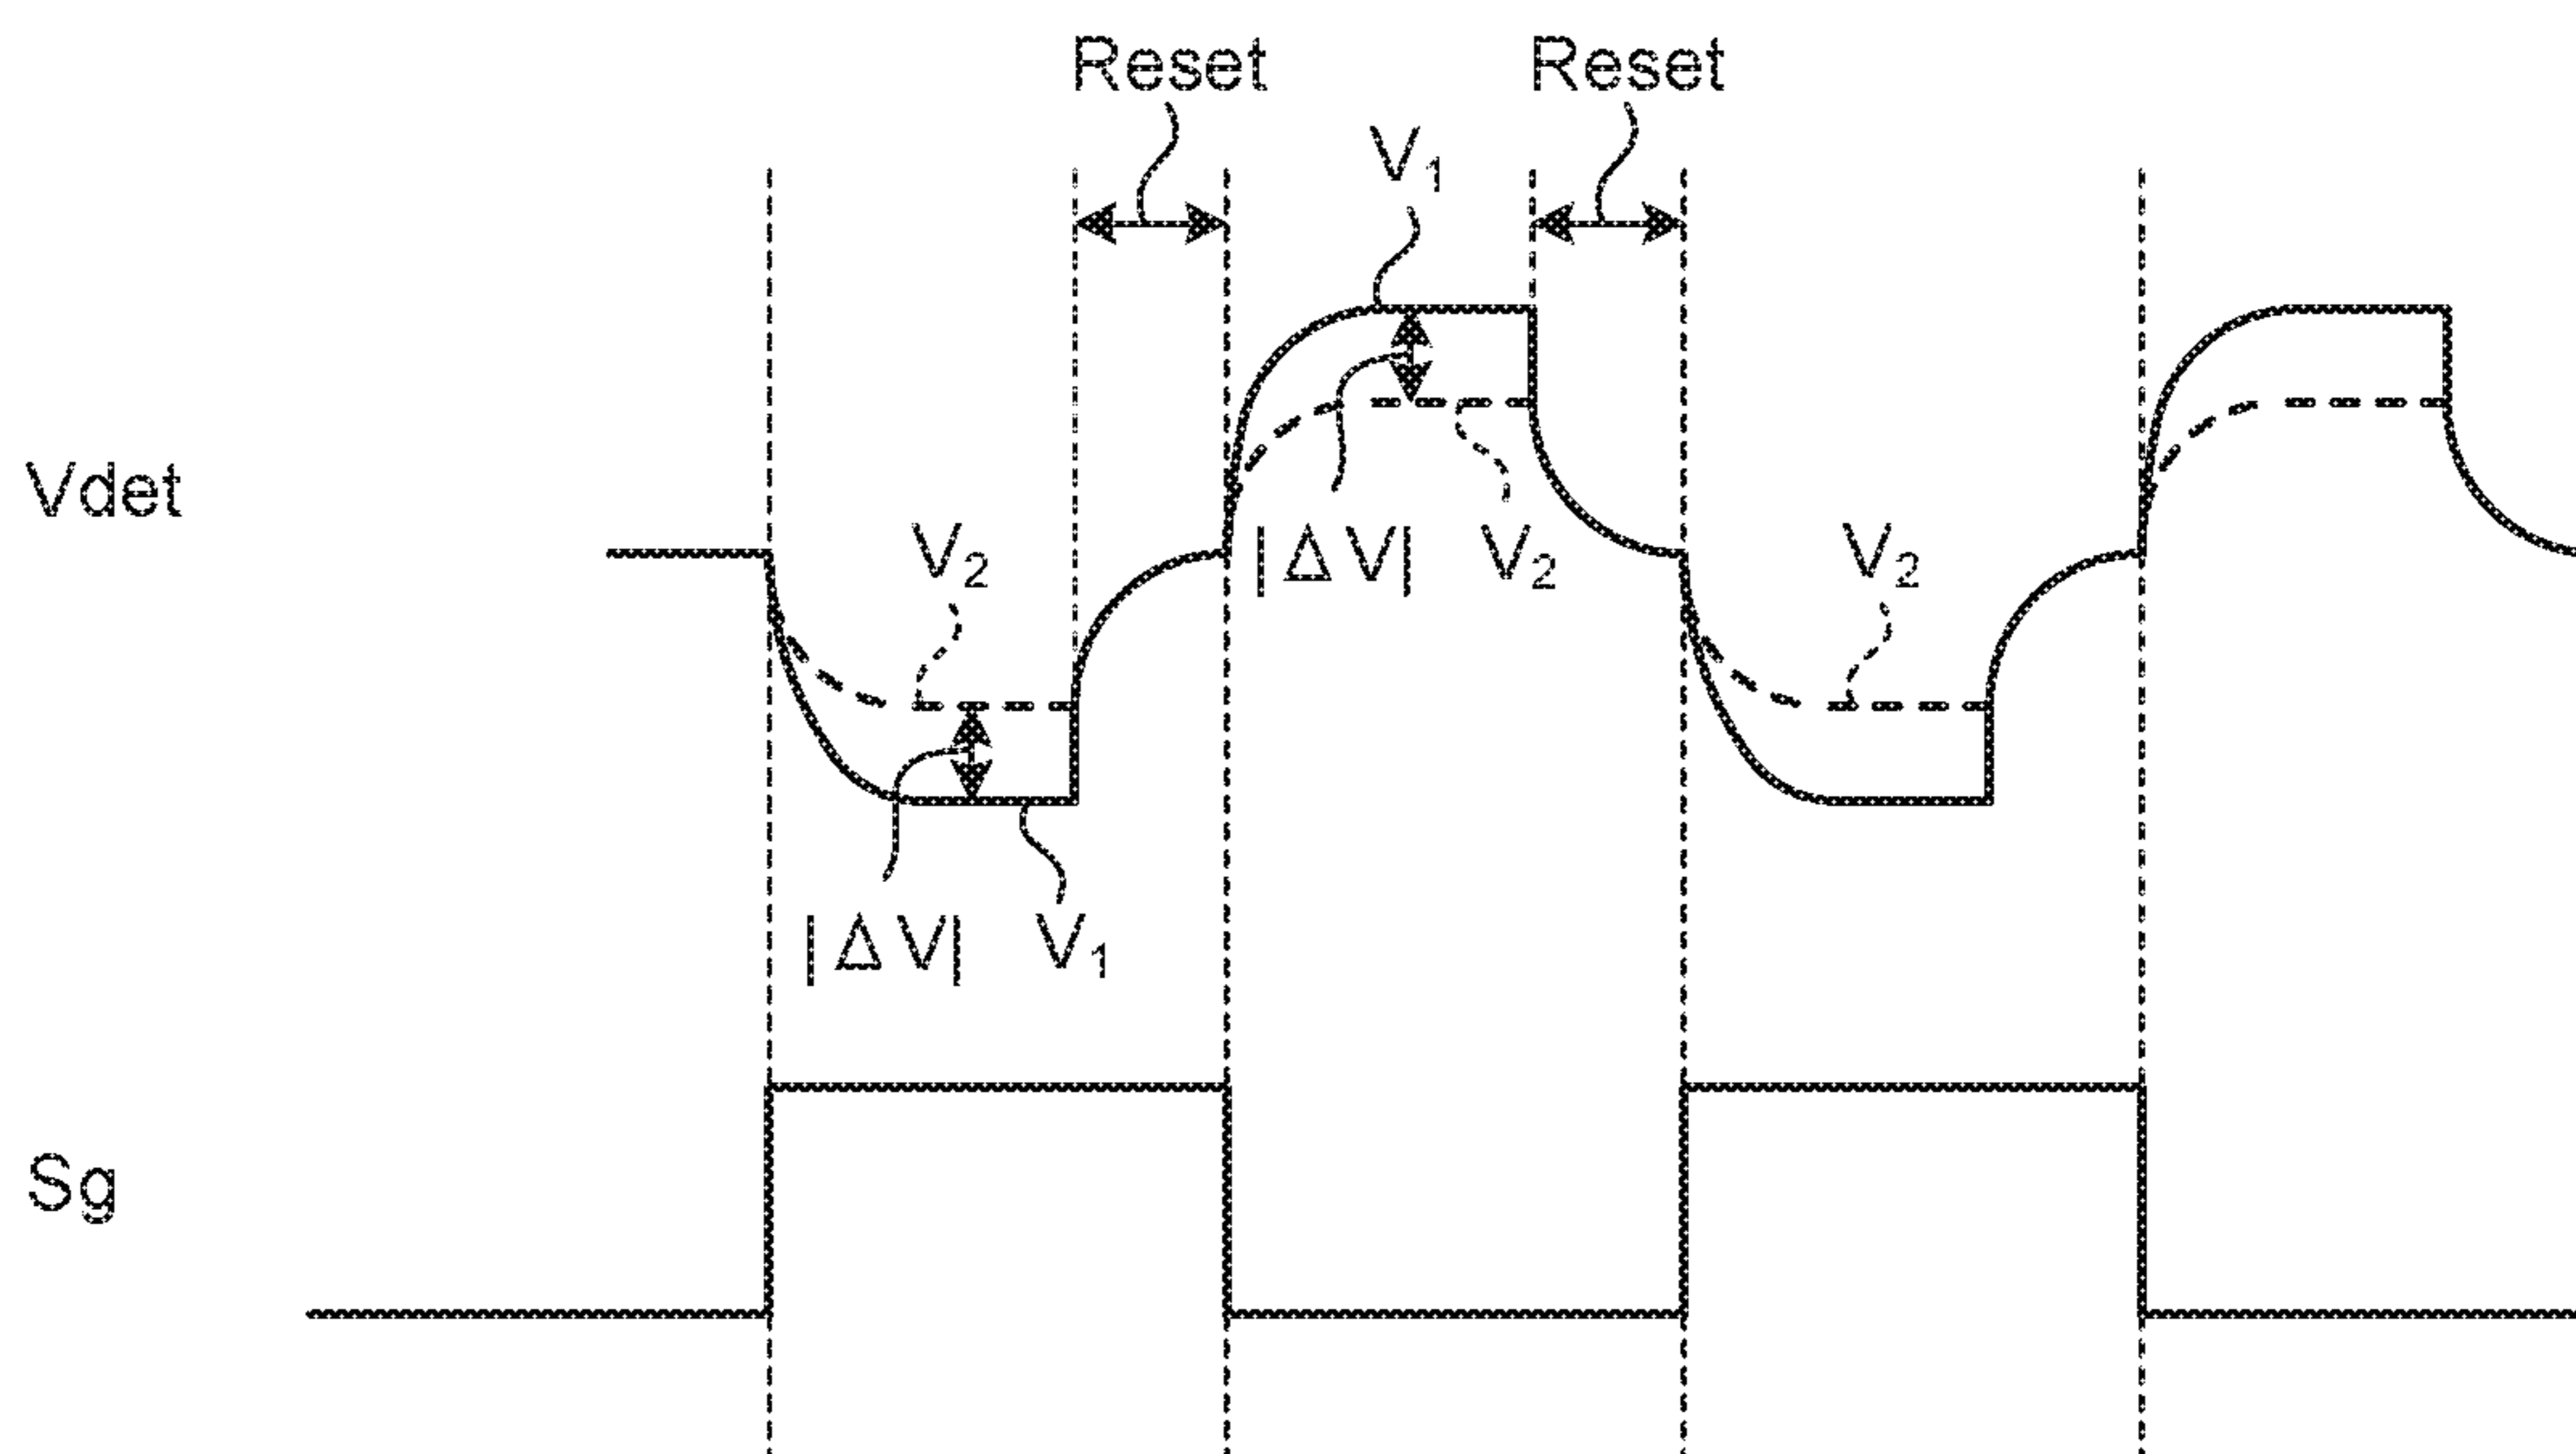 Reset Reset
V₁
Vdet
V₂ |ΔV| V₂ V₂
|ΔV| V₁
Sg